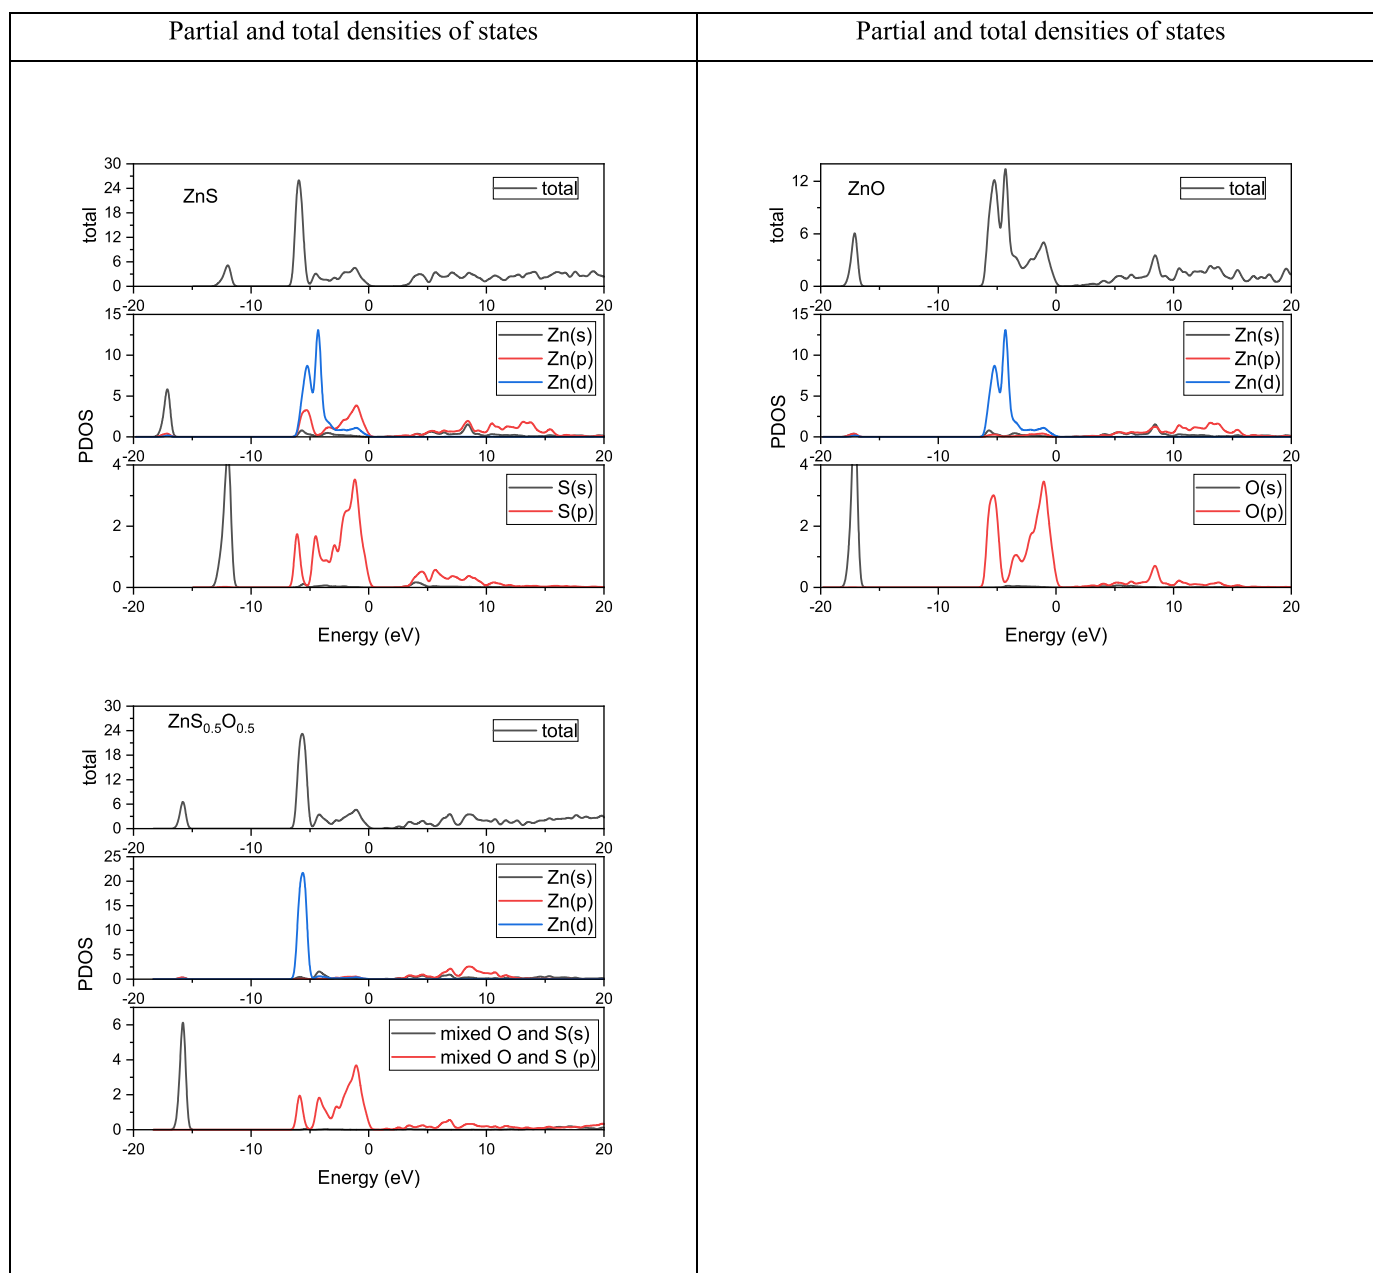 Partial and total densities of states
Partial and total densities of states
30
24
18
12
6
0
total
ZnS
total
-20 -10 0 10 20
15
10
5
0
PDOS
Zn(s)
Zn(p)
Zn(d)
-20 -10 0 10 20
4
2
0
S(s)
S(p)
-20 -10 0 10 20
Energy (eV)
12
6
0
total
ZnO
total
-20 -10 0 10 20
15
10
5
0
PDOS
Zn(s)
Zn(p)
Zn(d)
-20 -10 0 10 20
4
2
0
O(s)
O(p)
-20 -10 0 10 20
Energy (eV)
30
24
18
12
6
0
total
ZnS0.5O0.5
total
-20 -10 0 10 20
25
20
15
10
5
0
PDOS
Zn(s)
Zn(p)
Zn(d)
-20 -10 0 10 20
6
4
2
0
mixed O and S(s)
mixed O and S (p)
-20 -10 0 10 20
Energy (eV)